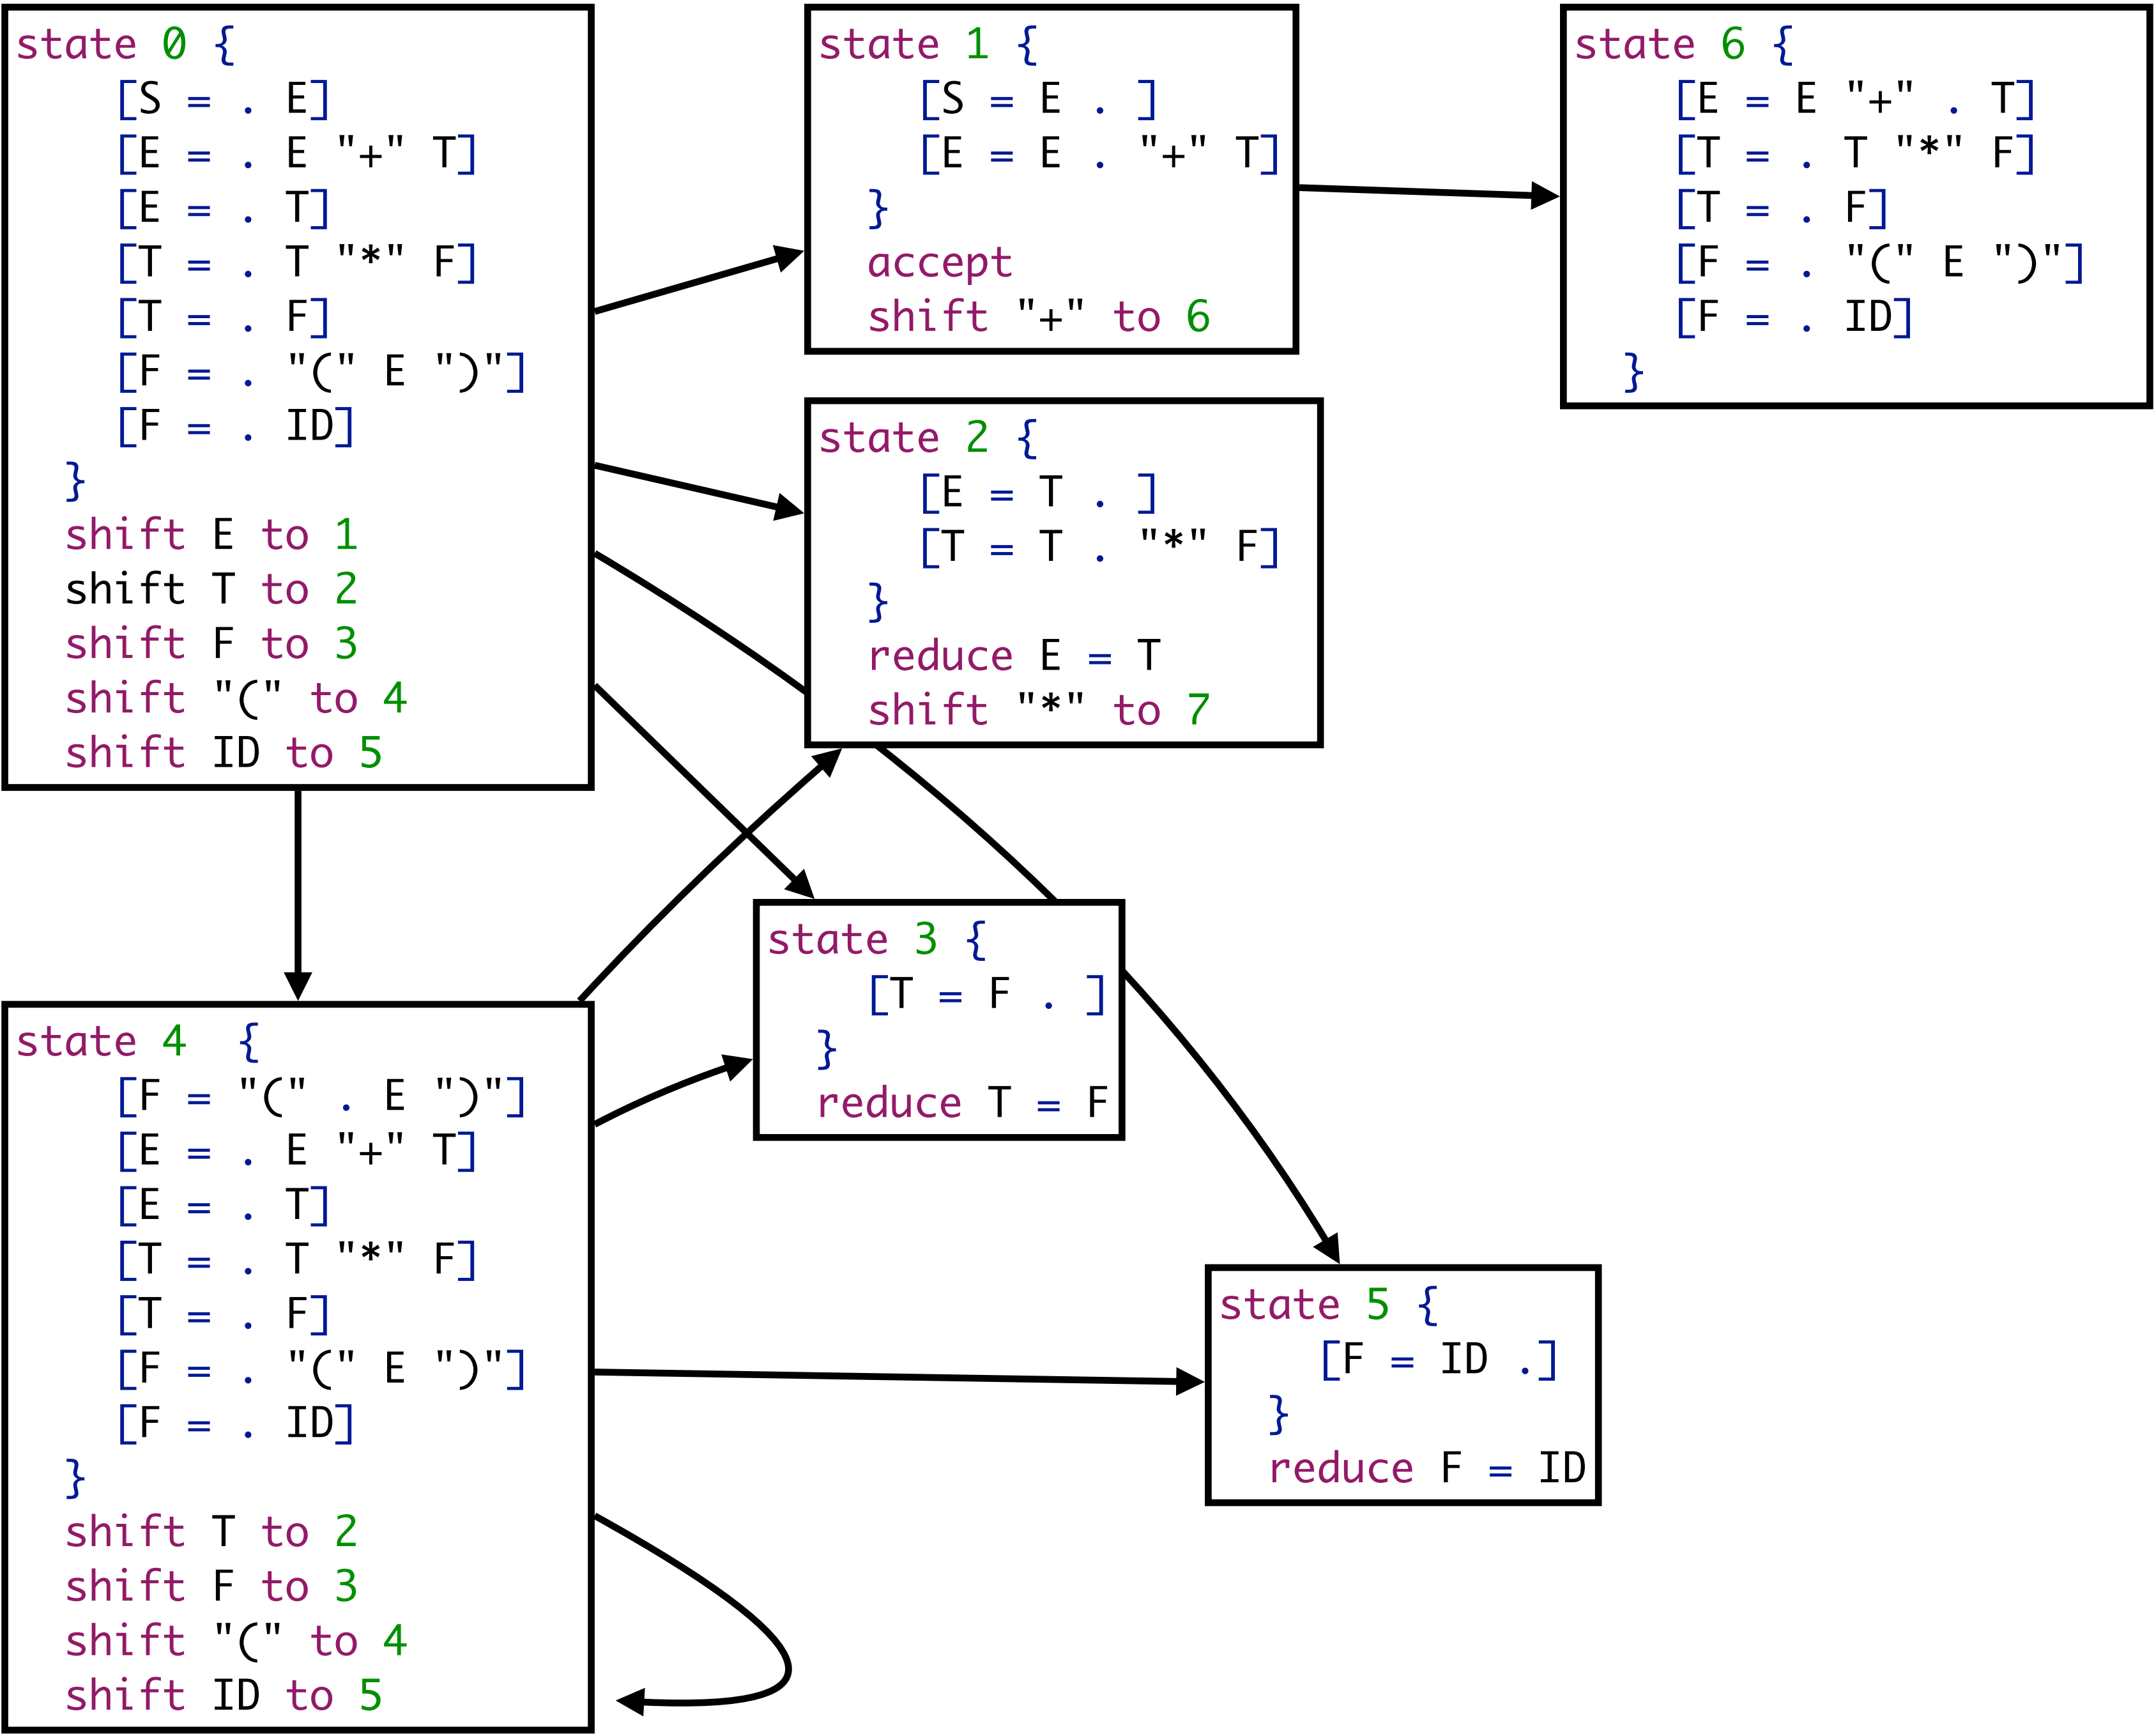 state 0 {
[S = . E]
[E = . E "+" T]
[E = . T]
[T = . T "*" F]
[T = . F]
[F = . "(" E ")"]
[F = . ID]
}
shift E to 1
shift T to 2
shift F to 3
shift "(" to 4
shift ID to 5
state 1 {
[S = E . ]
[E = E . "+" T]
}
accept
shift "+" to 6
state 6 {
[E = E "+" . T]
[T = . T "*" F]
[T = . F]
[F = . "(" E ")"]
[F = . ID]
}
state 2 {
[E = T . ]
[T = T . "*" F]
}
reduce E = T
shift "*" to 7
state 3 {
[T = F . ]
}
reduce T = F
state 4 {
[F = "(" . E ")"]
[E = . E "+" T]
[E = . T]
[T = . T "*" F]
[T = . F]
[F = . "(" E ")"]
[F = . ID]
}
shift T to 2
shift F to 3
shift "(" to 4
shift ID to 5
state 5 {
[F = ID .]
}
reduce F = ID